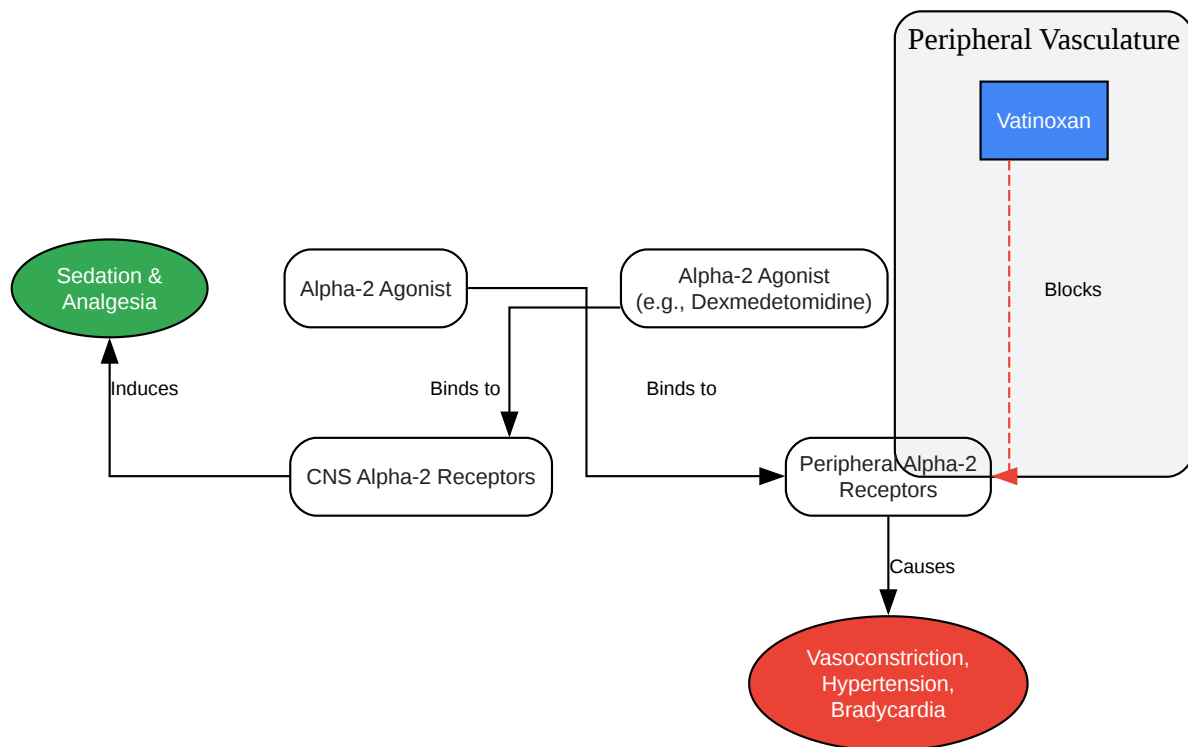 Peripheral Vasculature
Vatinoxan
Sedation &
Analgesia
Alpha-2 Agonist
Alpha-2 Agonist
(e.g., Dexmedetomidine)
Blocks
Induces
Binds to
Binds to
CNS Alpha-2 Receptors
Peripheral Alpha-2
Receptors
Causes
Vasoconstriction,
Hypertension,
Bradycardia